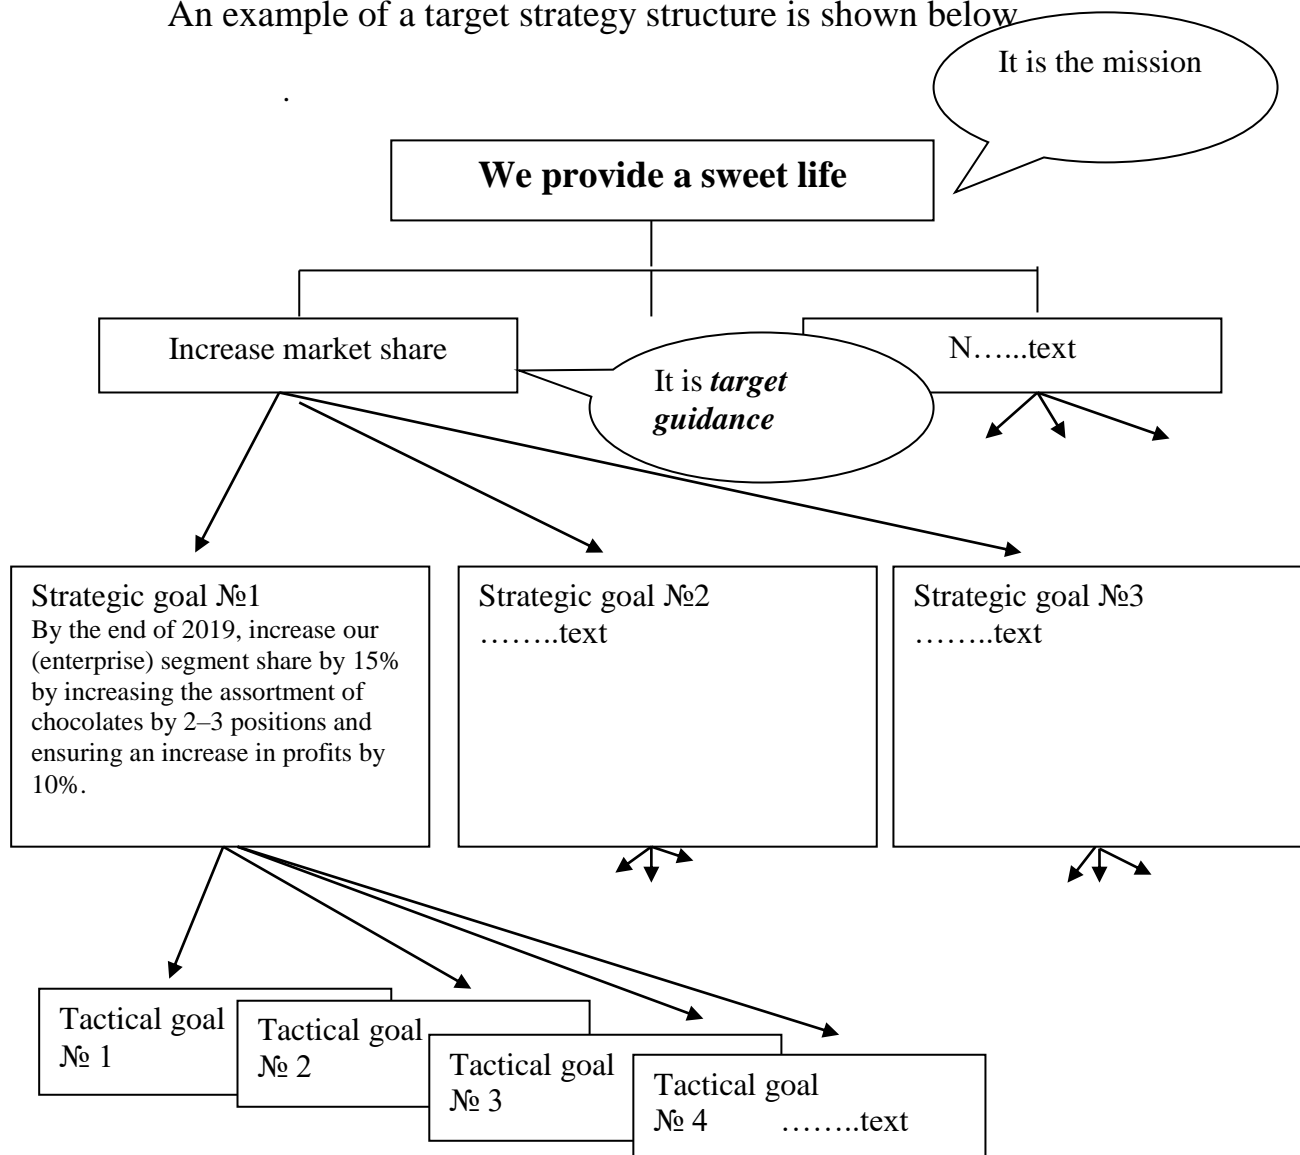 An example of a target strategy structure is shown below
It is the mission
.
We provide a sweet life
Increase market share
N…...text
It is target
guidance
Strategic goal №1
By the end of 2019, increase our
(enterprise) segment share by 15%
by increasing the assortment of
chocolates by 2–3 positions and
ensuring an increase in profits by
10%.
Strategic goal №2
……..text
Strategic goal №3
……..text
Tactical goal
№ 1
Tactical goal
№ 2
Tactical goal
№ 3
Tactical goal
№ 4 ……..text